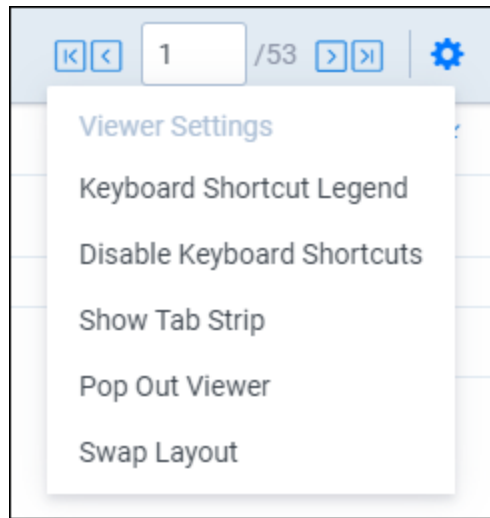 1 /53
Viewer Settings
Keyboard Shortcut Legend
Disable Keyboard Shortcuts
Show Tab Strip
Pop Out Viewer
Swap Layout